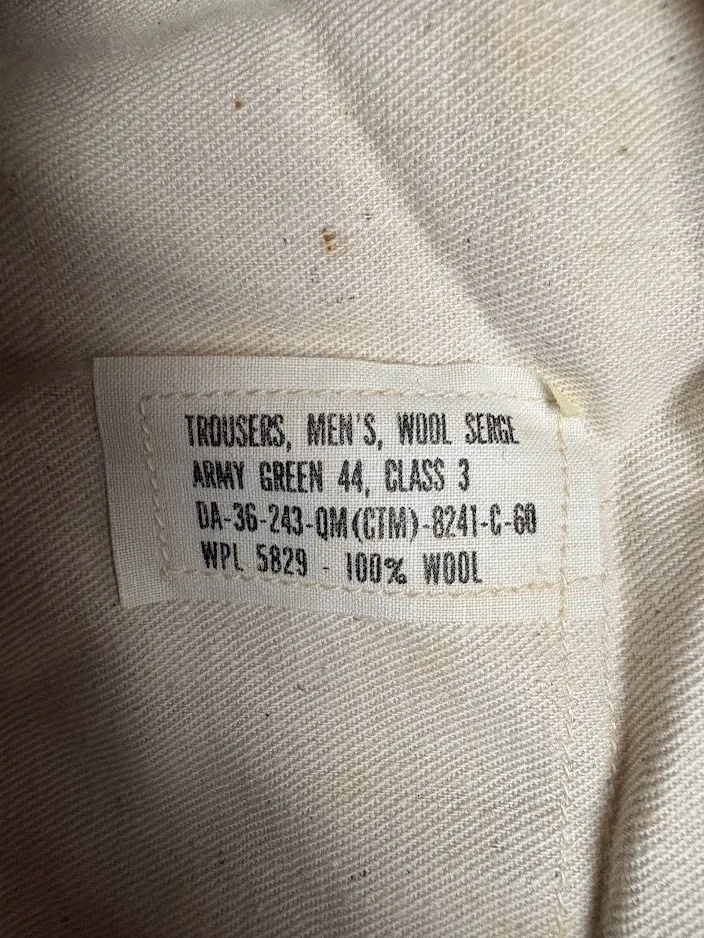 TROUSERS, MEN'S, WOOL SERGE
ARMY GREEN 44, CLASS 3
DA-36-243-QM(CTM)-8241-C-60
WPL 5829 - 100% WOOL